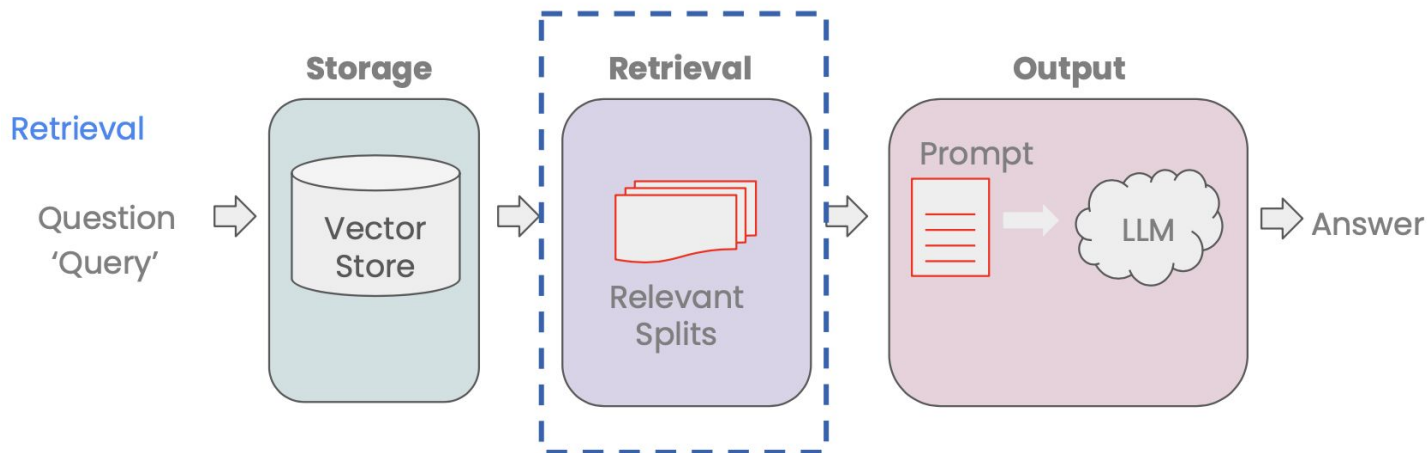 Storage
Retrieval
Output
Retrieval
Question
‘Query’
Vector
Store
Relevant
Splits
Prompt
LLM
Answer